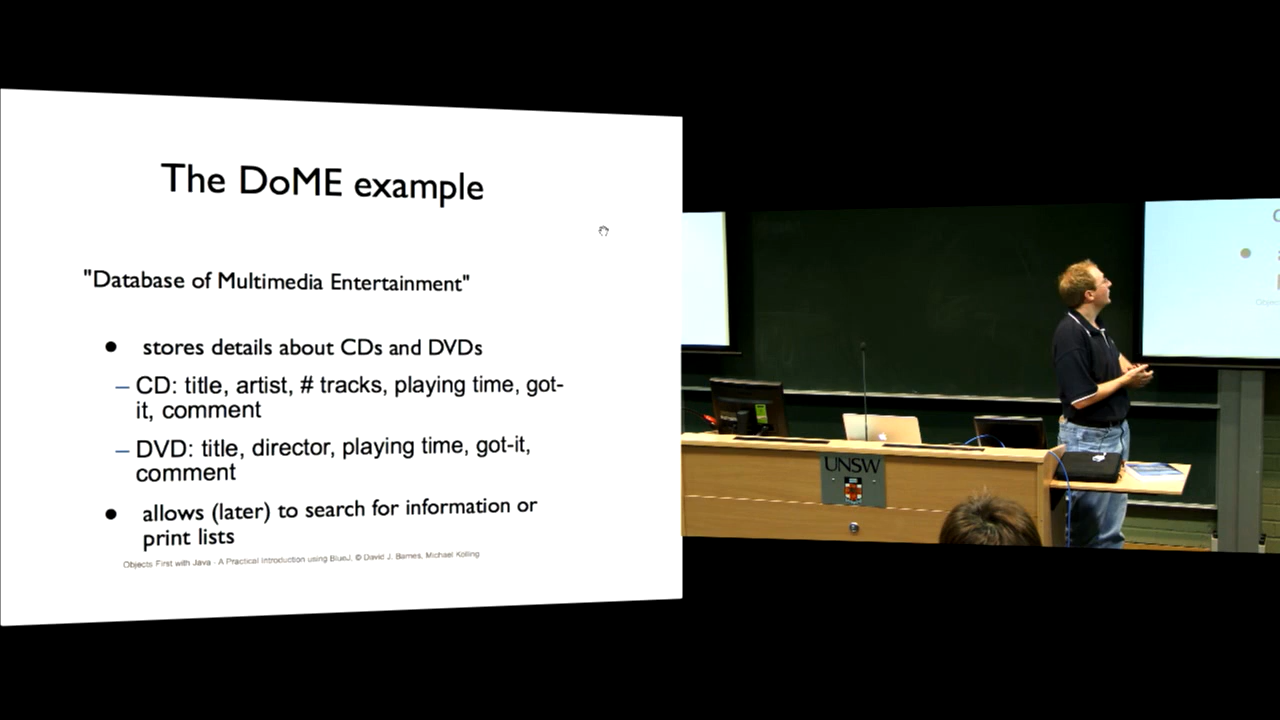 The DoME example
"Database of Multimedia Entertainment"
● stores details about CDs and DVDs
– CD: title, artist, # tracks, playing time, got-
it, comment
– DVD: title, director, playing time, got-it,
comment
● allows (later) to search for information or
print lists
Objects First with Java - A Practical Introduction using BlueJ, © David J. Barnes, Michael Kölling
UNSW